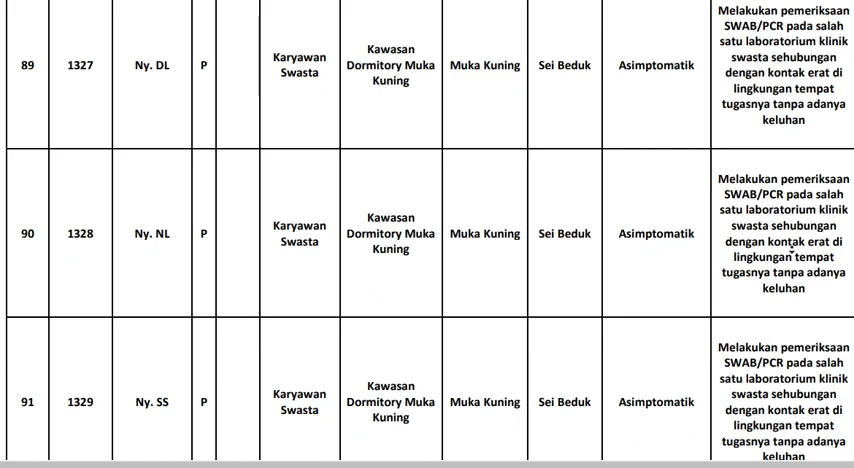 89 1327 Ny. DL P Karyawan Swasta Kawasan Dormitory Muka Kuning Muka Kuning Sei Beduk Asimptomatik Melakukan pemeriksaan
SWAB/PCR pada salah
satu laboratorium klinik
swasta sehubungan
dengan kontak erat di
lingkungan tempat
tugasnya tanpa adanya
keluhan
90 1328 Ny. NL P Karyawan Swasta Kawasan Dormitory Muka Kuning Muka Kuning Sei Beduk Asimptomatik Melakukan pemeriksaan
SWAB/PCR pada salah
satu laboratorium klinik
swasta sehubungan
dengan kontak erat di
lingkungan tempat
tugasnya tanpa adanya
keluhan
91 1329 Ny. SS P Karyawan Swasta Kawasan Dormitory Muka Kuning Muka Kuning Sei Beduk Asimptomatik Melakukan pemeriksaan
SWAB/PCR pada salah
satu laboratorium klinik
swasta sehubungan
dengan kontak erat di
lingkungan tempat
tugasnya tanpa adanya
keluhan